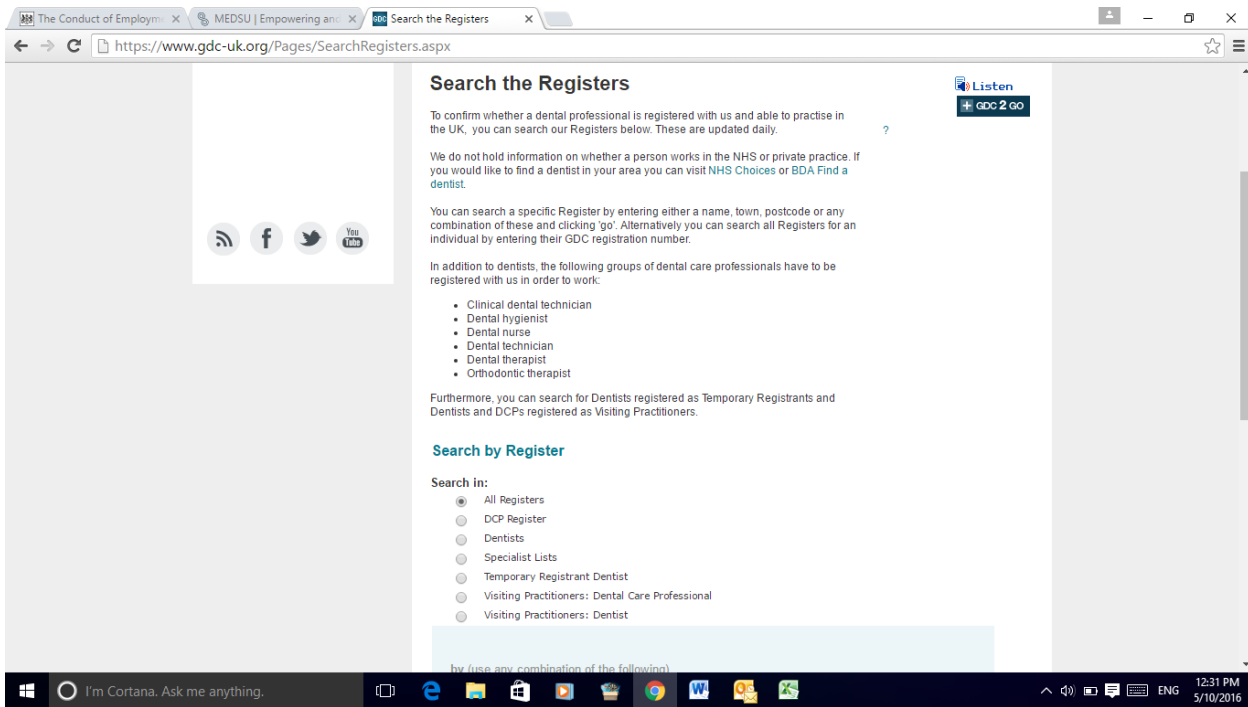 The Conduct of Employme
MEDSU | Empowering and
GDC Search the Registers
https://www.gdc-uk.org/Pages/SearchRegisters.aspx
Search the Registers
Listen
+ GDC 2 GO
To confirm whether a dental professional is registered with us and able to practise in
the UK, you can search our Registers below. These are updated daily.
?
We do not hold information on whether a person works in the NHS or private practice. If
you would like to find a dentist in your area you can visit NHS Choices or BDA Find a
dentist.
You can search a specific Register by entering either a name, town, postcode or any
combination of these and clicking 'go'. Alternatively you can search all Registers for an
individual by entering their GDC registration number.
You Tube
In addition to dentists, the following groups of dental care professionals have to be
registered with us in order to work:
• Clinical dental technician
• Dental hygienist
• Dental nurse
• Dental technician
• Dental therapist
• Orthodontic therapist
Furthermore, you can search for Dentists registered as Temporary Registrants and
Dentists and DCPs registered as Visiting Practitioners.
Search by Register
Search in:
All Registers
DCP Register
Dentists
Specialist Lists
Temporary Registrant Dentist
Visiting Practitioners: Dental Care Professional
Visiting Practitioners: Dentist
by (use any combination of the following)
I'm Cortana. Ask me anything.
ENG
12:31 PM
5/10/2016